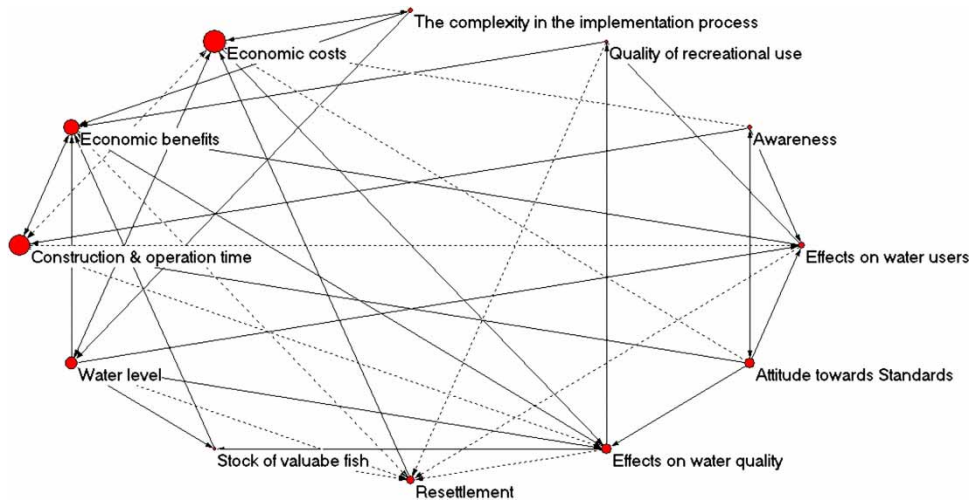 The complexity in the implementation process
Economic costs
Quality of recreational use
Economic benefits
Awareness
Construction & operation time
Effects on water users
Water level
Attitude towards Standards
Stock of valuabe fish
Effects on water quality
Resettlement